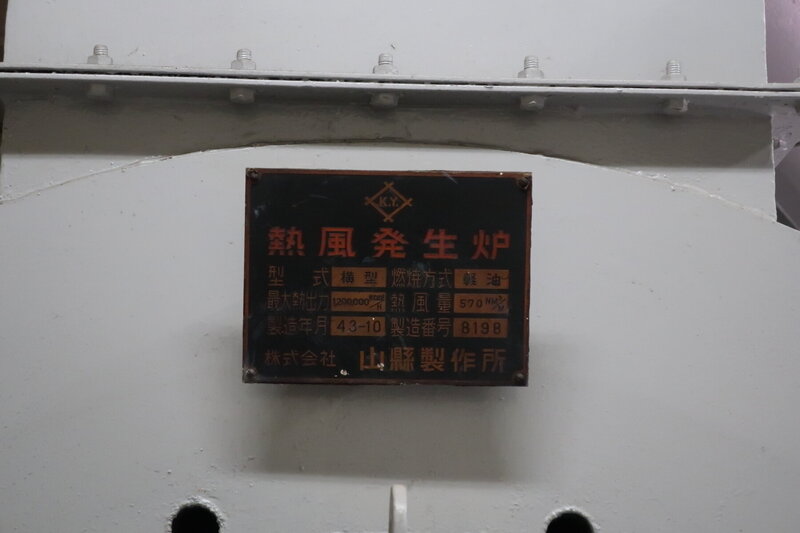 K.Y.
熱風発生炉
型式 横型 燃焼方式 軽油
最大熱出力 1,200,000 KCAL/H 熱風量 570 NM³/M
製造年月 43-10 製造番号 8198
株式会社 山縣製作所